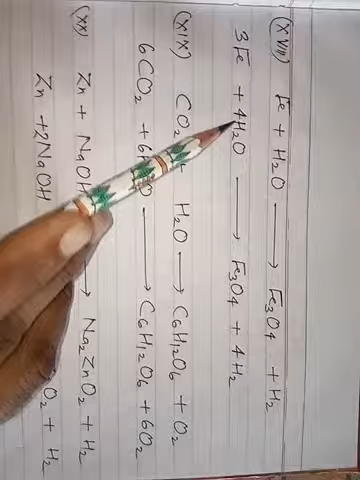 (XVIII) Fe + H₂O ⟶ Fe₃O₄ + H₂
3Fe + 4H₂O ⟶ Fe₃O₄ + 4H₂
(XIX) CO₂ + H₂O ⟶ C₆H₁₂O₆ + O₂
6CO₂ + 6 O ⟶ C₆H₁₂O₆ + 6O₂
(XX) Zn + NaOH ⟶ Na₂ZnO₂ + H₂
Zn + 2NaOH O₂ + H₂